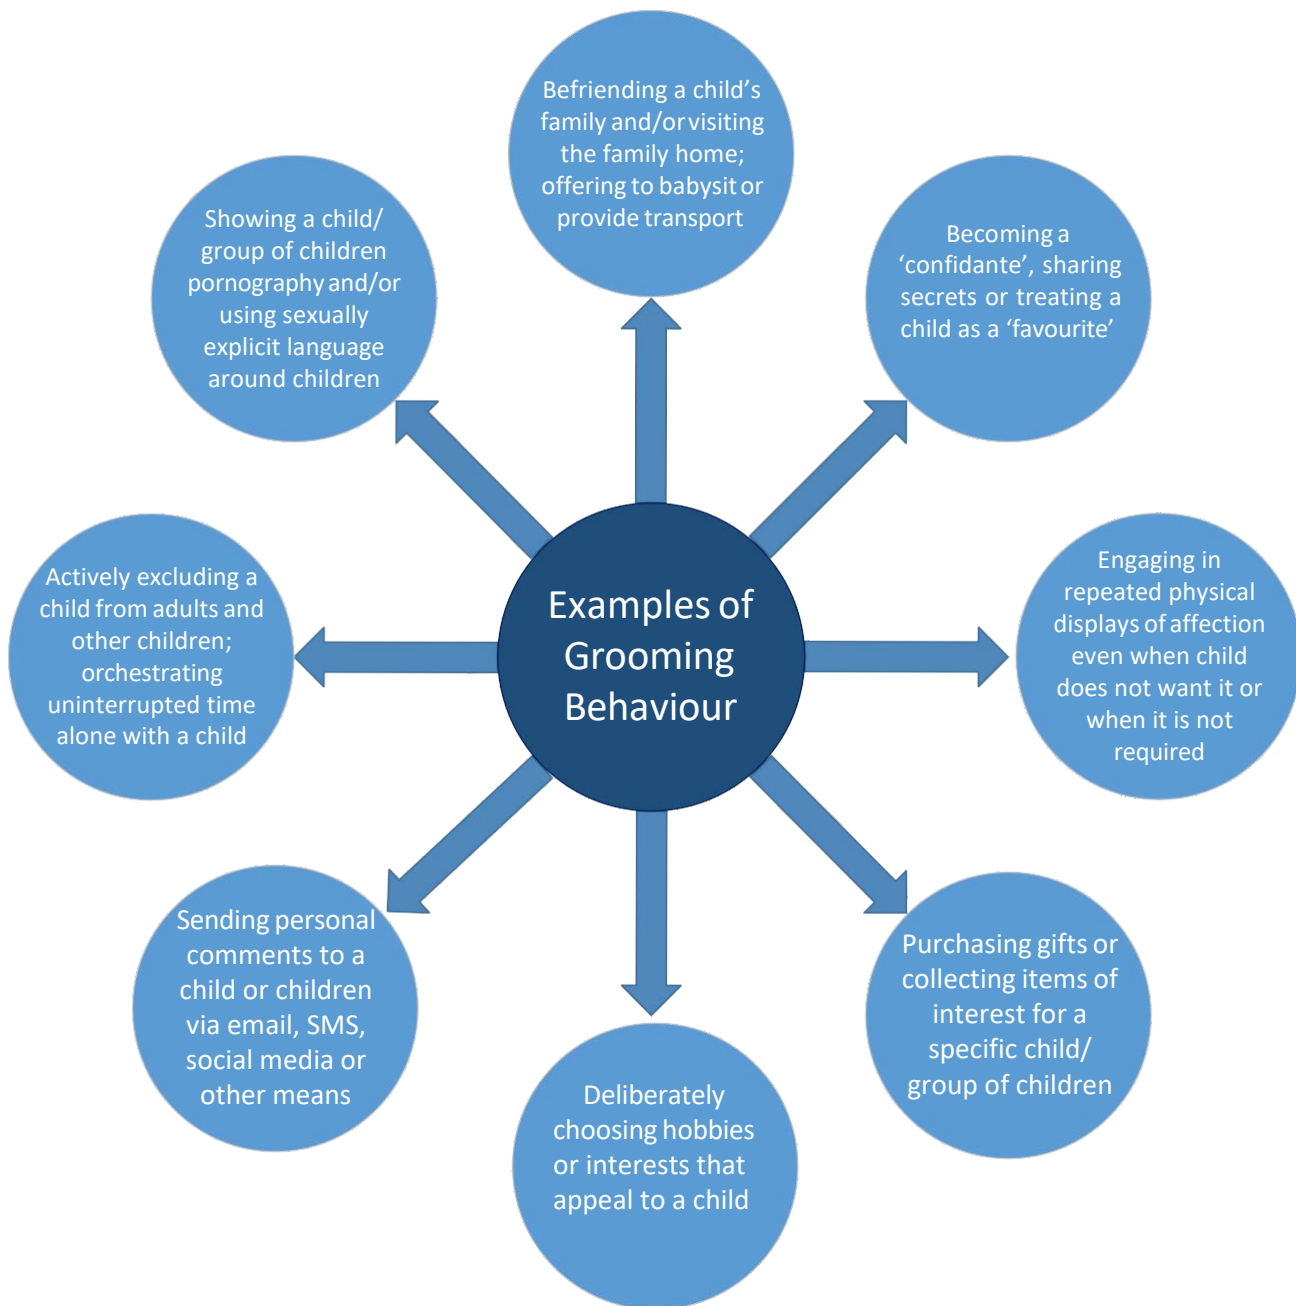 Befriending a child’s
family and/or visiting
the family home;
offering to babysit or
provide transport
Becoming a
‘confidante’, sharing
secrets or treating a
child as a ‘favourite’
Engaging in
repeated physical
displays of affection
even when child
does not want it or
when it is not
required
Purchasing gifts or
collecting items of
interest for a
specific child/
group of children
Deliberately
choosing hobbies
or interests that
appeal to a child
Sending personal
comments to a
child or children
via email, SMS,
social media or
other means
Actively excluding a
child from adults and
other children;
orchestrating
uninterrupted time
alone with a child
Showing a child/
group of children
pornography and/or
using sexually
explicit language
around children
Examples of
Grooming
Behaviour